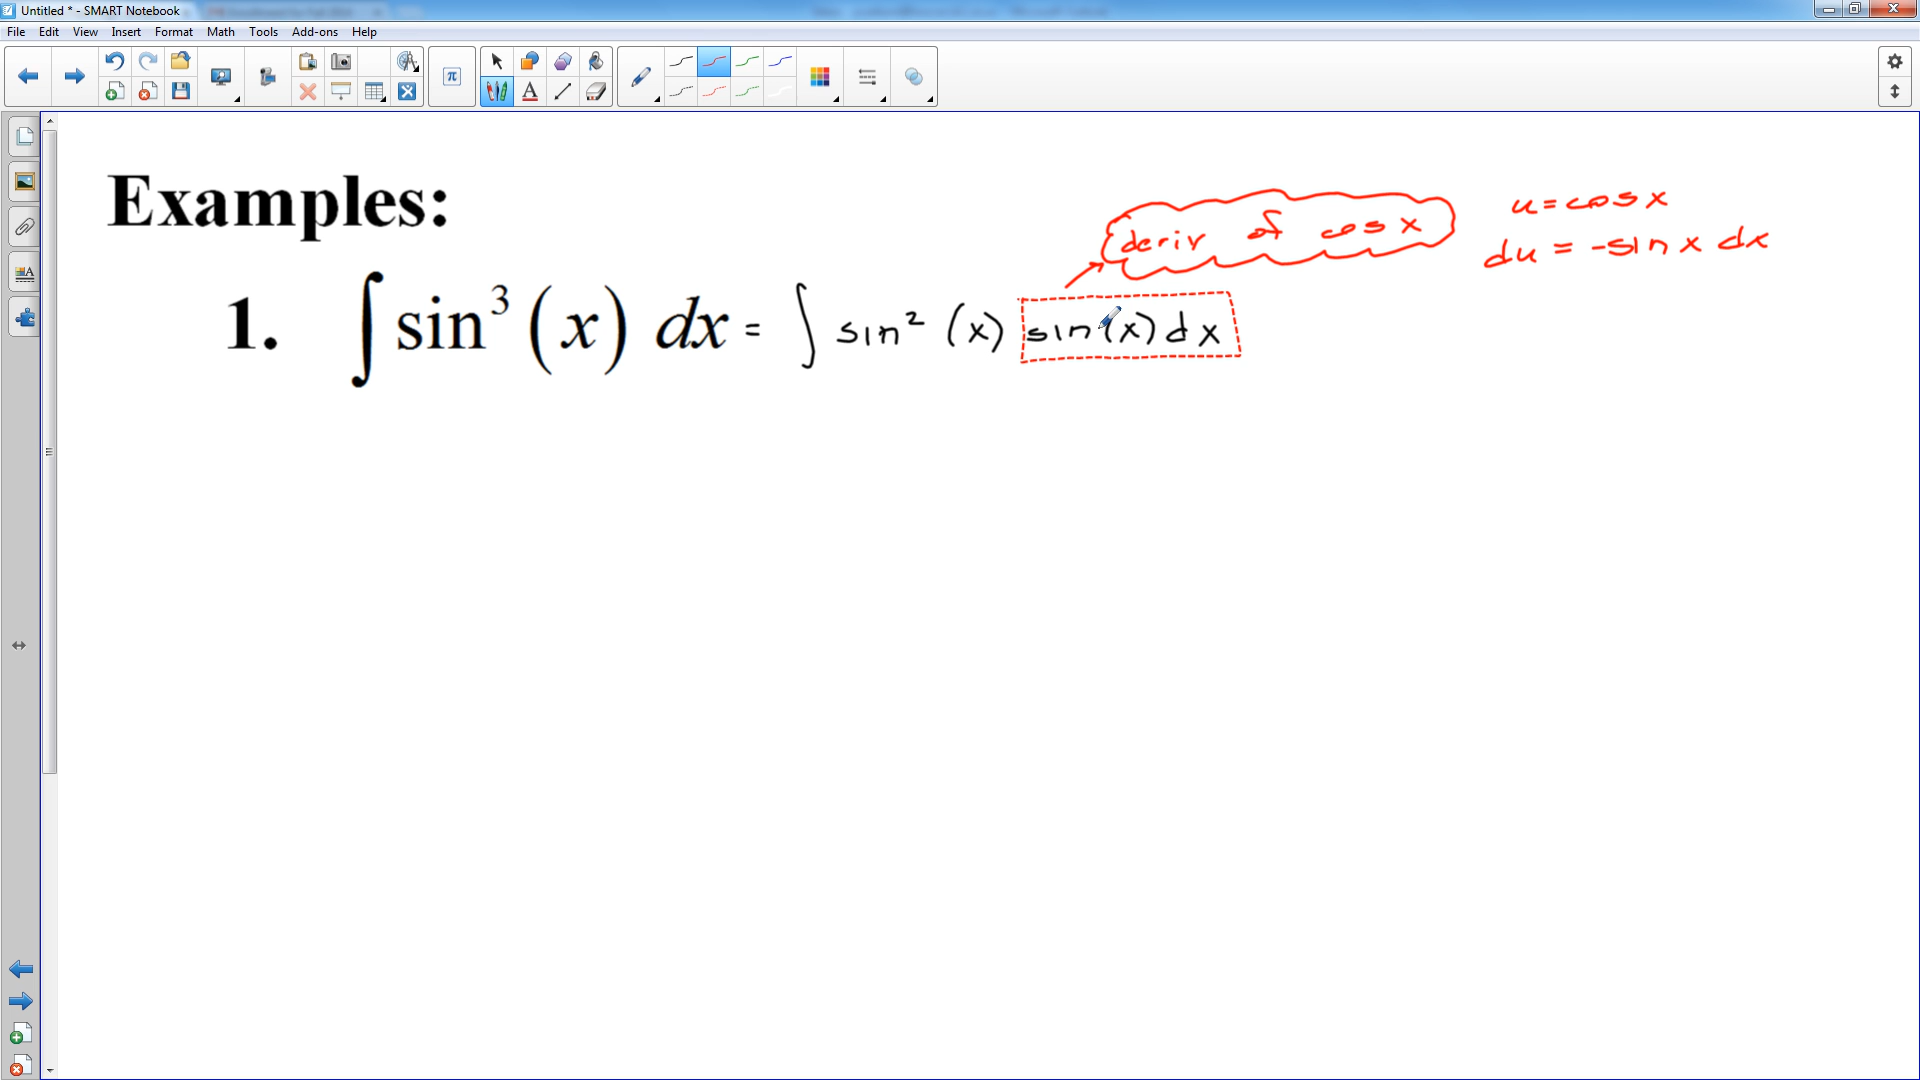 Untitled * - SMART Notebook
File Edit View Insert Format Math Tools Add-ons Help
Examples:
deriv of cos x
u = cos x
du = -sin x dx
1. ∫ sin³ (x) dx = ∫ sin² (x) sin(x) dx